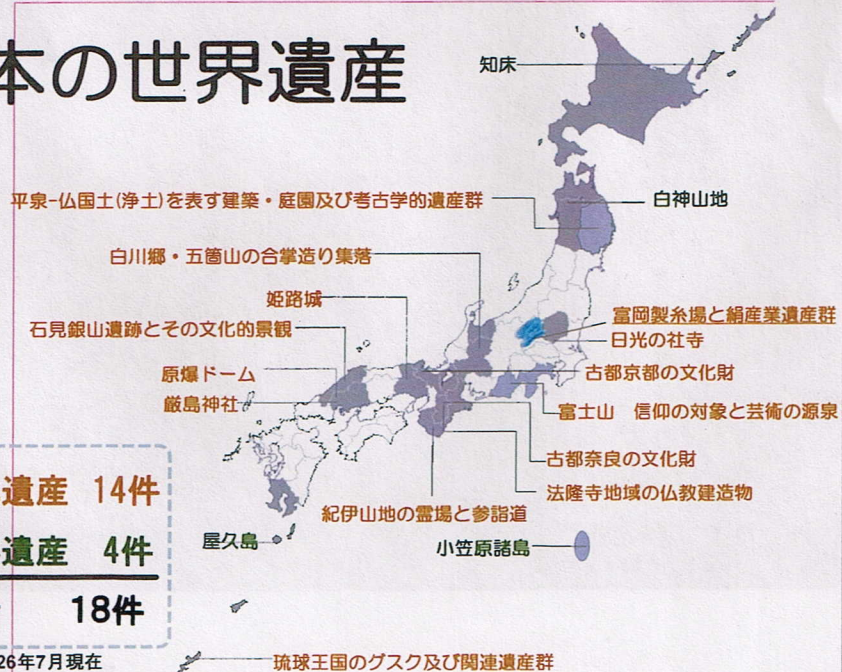 本の世界遺産
知床
平泉-仏国土(浄土)を表す建築・庭園及び考古学的遺産群
白神山地
白川郷・五箇山の合掌造り集落
姫路城
石見銀山遺跡とその文化的景観
富岡製糸場と絹産業遺産群
日光の社寺
原爆ドーム
古都京都の文化財
厳島神社
富士山 信仰の対象と芸術の源泉
古都奈良の文化財
遺産 14件
法隆寺地域の仏教建造物
紀伊山地の霊場と参詣道
屋久島
小笠原諸島
遺産 4件
18件
26年7月現在
琉球王国のグスク及び関連遺産群